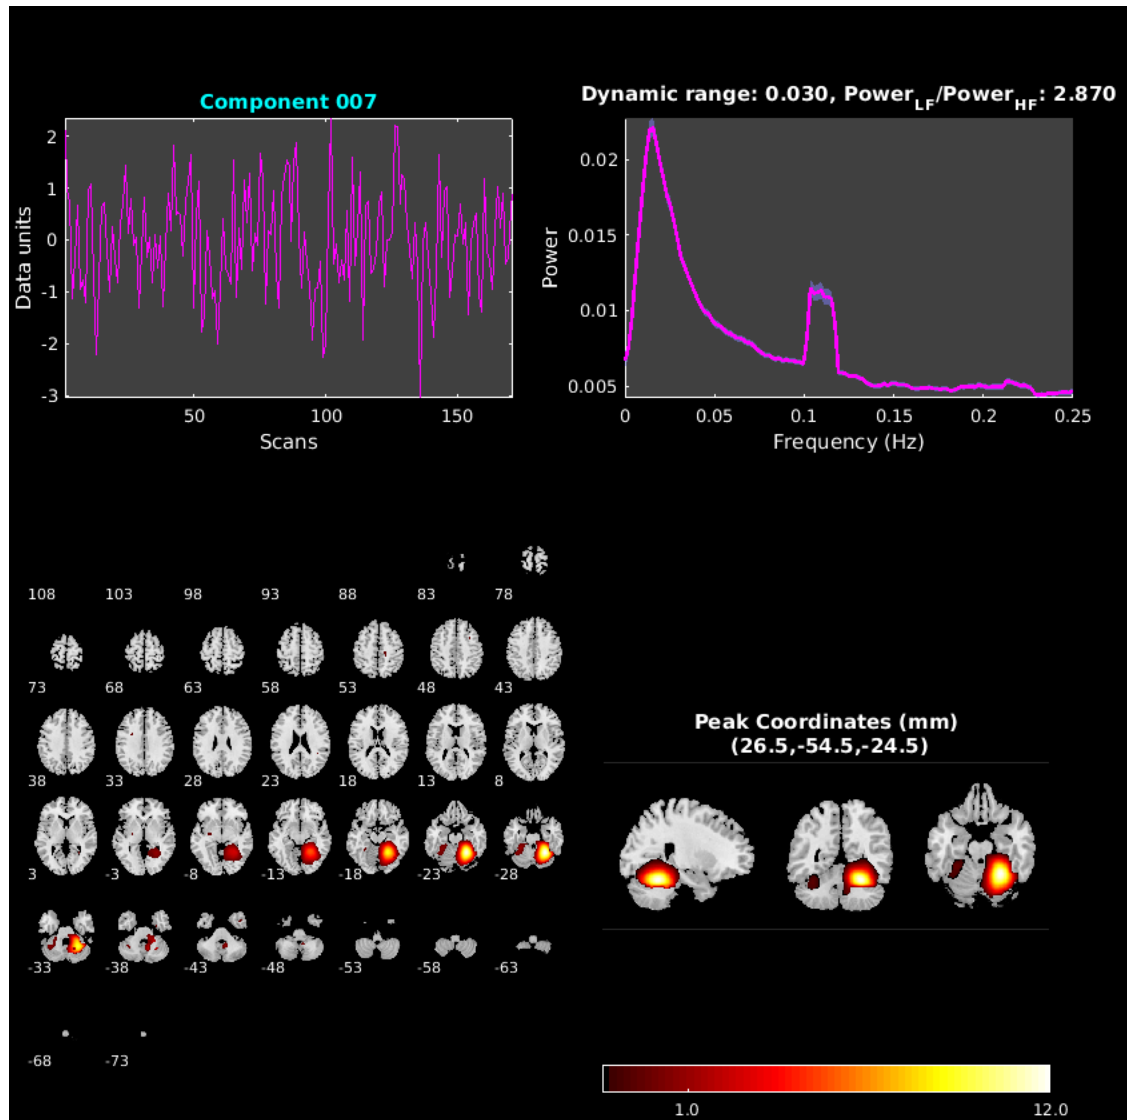 Component 007
Dynamic range: 0.030, Power_LF/Power_HF: 2.870
2
1
0
-1
-2
-3
Data units
50 100 150
Scans
0.02
0.015
0.01
0.005
Power
0 0.05 0.1 0.15 0.2 0.25
Frequency (Hz)
108 103 98 93 88 83 78
73 68 63 58 53 48 43
38 33 28 23 18 13 8
3 -3 -8 -13 -18 -23 -28
-33 -38 -43 -48 -53 -58 -63
-68 -73
Peak Coordinates (mm)
(26.5,-54.5,-24.5)
1.0 12.0